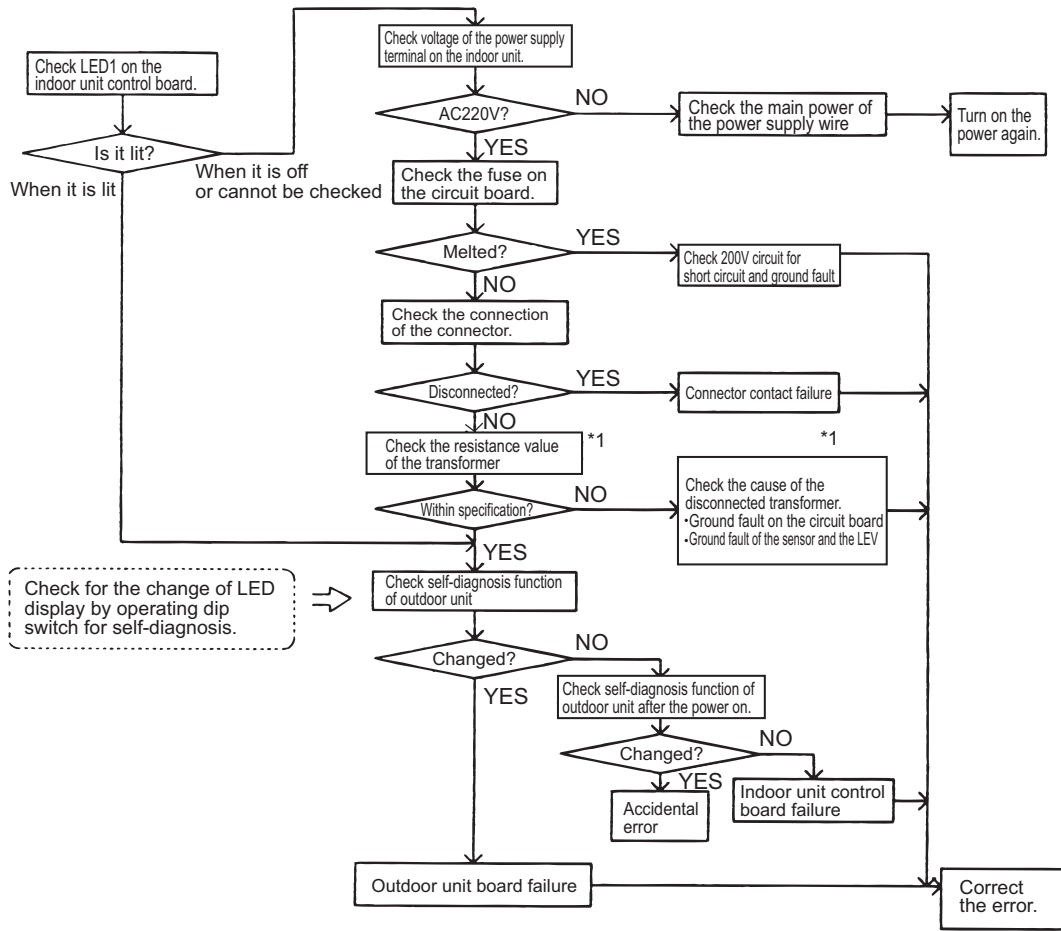 Check LED1 on the
indoor unit control board.
Is it lit?
When it is lit
When it is off
or cannot be checked
Check voltage of the power supply
terminal on the indoor unit.
AC220V?
NO
Check the main power of
the power supply wire
Turn on the
power again.
YES
Check the fuse on
the circuit board.
Melted?
YES
Check 200V circuit for
short circuit and ground fault
NO
Check the connection
of the connector.
Disconnected?
YES
Connector contact failure
NO
Check the resistance value
of the transformer
*1
Within specification?
NO
*1
Check the cause of the
disconnected transformer.
•Ground fault on the circuit board
•Ground fault of the sensor and the LEV
YES
Check for the change of LED
display by operating dip
switch for self-diagnosis.
Check self-diagnosis function
of outdoor unit
Changed?
NO
YES
Check self-diagnosis function of
outdoor unit after the power on.
Changed?
NO
YES
Accidental
error
Indoor unit control
board failure
Outdoor unit board failure
Correct
the error.